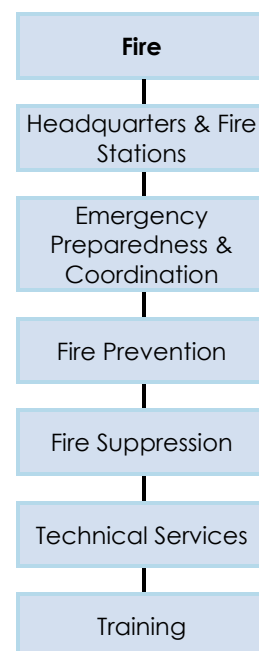 Fire
Headquarters & Fire
Stations
Emergency
Preparedness &
Coordination
Fire Prevention
Fire Suppression
Technical Services
Training